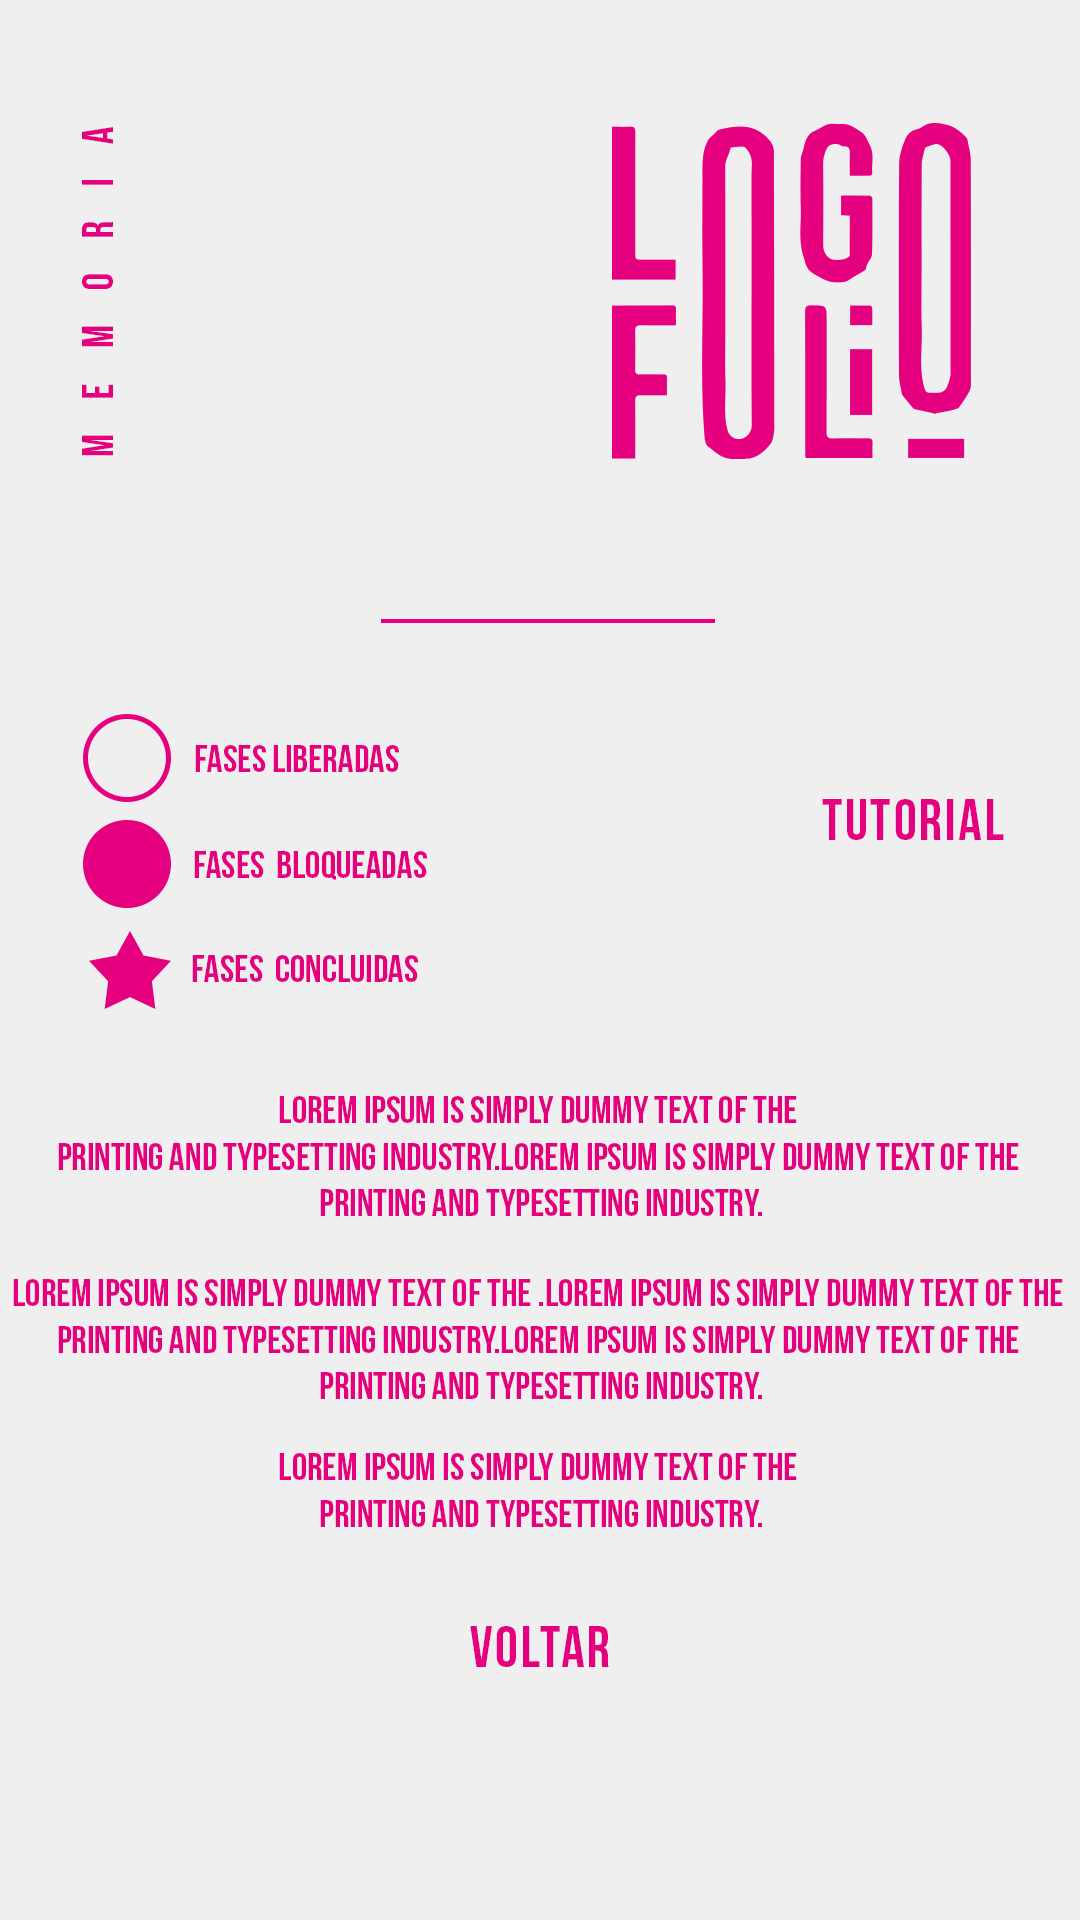 MEMORIA
LOGO
FOLiO
FASES LIBERADAS
TUTORIAL
FASES BLOQUEADAS
FASES CONCLUIDAS
LOREM IPSUM IS SIMPLY DUMMY TEXT OF THE
PRINTING AND TYPESETTING INDUSTRY.LOREM IPSUM IS SIMPLY DUMMY TEXT OF THE
PRINTING AND TYPESETTING INDUSTRY.
LOREM IPSUM IS SIMPLY DUMMY TEXT OF THE .LOREM IPSUM IS SIMPLY DUMMY TEXT OF THE
PRINTING AND TYPESETTING INDUSTRY.LOREM IPSUM IS SIMPLY DUMMY TEXT OF THE
PRINTING AND TYPESETTING INDUSTRY.
LOREM IPSUM IS SIMPLY DUMMY TEXT OF THE
PRINTING AND TYPESETTING INDUSTRY.
VOLTAR